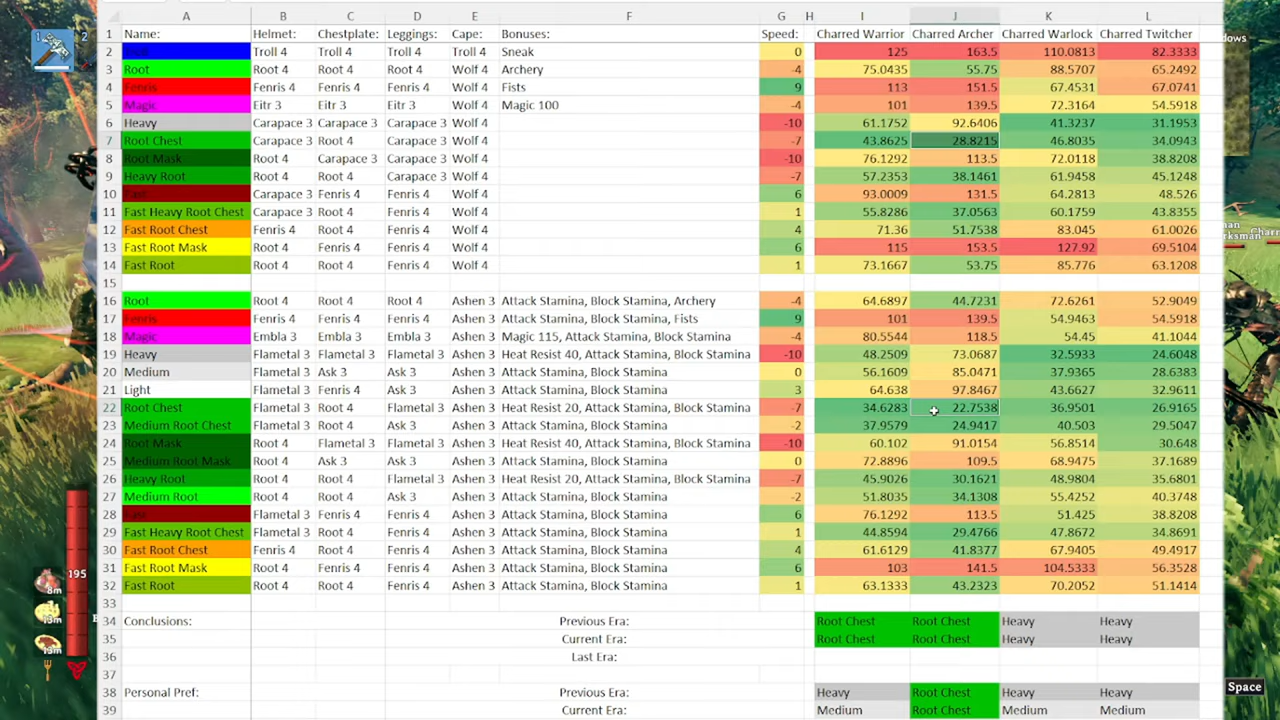 A B C D E F G H I J K L
1 Name: Helmet: Chestplate: Leggings: Cape: Bonuses: Speed: Charred Warrior Charred Archer Charred Warlock Charred Twitcher
2 Troll 4 Troll 4 Troll 4 Troll 4 Sneak 0 125 163.5 110.0813 82.3333
3 Root Root 4 Root 4 Root 4 Wolf 4 Archery -4 75.0435 55.75 88.5707 65.2492
4 Fenris Fenris 4 Fenris 4 Fenris 4 Wolf 4 Fists 9 113 151.5 67.4531 67.0741
5 Magic Eitr 3 Eitr 3 Eitr 3 Wolf 4 Magic 100 -4 101 139.5 72.3164 54.5918
6 Heavy Carapace 3 Carapace 3 Carapace 3 Wolf 4 -10 61.1752 92.6406 41.3237 31.1953
7 Root Chest Carapace 3 Root 4 Carapace 3 Wolf 4 -7 43.8625 28.8215 46.8035 34.0943
8 Root Mask Root 4 Carapace 3 Carapace 3 Wolf 4 -10 76.1292 113.5 72.0118 38.8208
9 Heavy Root Root 4 Root 4 Carapace 3 Wolf 4 -7 57.2353 38.1461 61.9458 45.1248
10 Fast Carapace 3 Fenris 4 Fenris 4 Wolf 4 6 93.0009 131.5 64.2813 48.526
11 Fast Heavy Root Chest Carapace 3 Root 4 Fenris 4 Wolf 4 1 55.8286 37.0563 60.1759 43.8355
12 Fast Root Chest Fenris 4 Root 4 Fenris 4 Wolf 4 4 71.36 51.7538 83.045 61.0026
13 Fast Root Mask Root 4 Fenris 4 Fenris 4 Wolf 4 6 115 153.5 127.92 69.5104
14 Fast Root Root 4 Root 4 Fenris 4 Wolf 4 1 73.1667 53.75 85.776 63.1208
15
16 Root Root 4 Root 4 Root 4 Ashen 3 Attack Stamina, Block Stamina, Archery -4 64.6897 44.7231 72.6261 52.9049
17 Fenris Fenris 4 Fenris 4 Fenris 4 Ashen 3 Attack Stamina, Block Stamina, Fists 9 101 139.5 54.9463 54.5918
18 Magic Embla 3 Embla 3 Embla 3 Ashen 3 Magic 115, Attack Stamina, Block Stamina -4 80.5544 118.5 54.45 41.1044
19 Heavy Flametal 3 Flametal 3 Flametal 3 Ashen 3 Heat Resist 40, Attack Stamina, Block Stamina -10 48.2509 73.0687 32.5933 24.6048
20 Medium Flametal 3 Ask 3 Ask 3 Ashen 3 Attack Stamina, Block Stamina 0 56.1609 85.0471 37.9365 28.6383
21 Light Flametal 3 Fenris 4 Ask 3 Ashen 3 Attack Stamina, Block Stamina 3 64.638 97.8467 43.6627 32.9611
22 Root Chest Flametal 3 Root 4 Flametal 3 Ashen 3 Heat Resist 20, Attack Stamina, Block Stamina -7 34.6283 22.7538 36.9501 26.9165
23 Medium Root Chest Flametal 3 Root 4 Ask 3 Ashen 3 Attack Stamina, Block Stamina -2 37.9579 24.9417 40.503 29.5047
24 Root Mask Root 4 Flametal 3 Flametal 3 Ashen 3 Heat Resist 40, Attack Stamina, Block Stamina -10 60.102 91.0154 56.8514 30.648
25 Medium Root Mask Root 4 Ask 3 Ask 3 Ashen 3 Attack Stamina, Block Stamina 0 72.8896 109.5 68.9475 37.1689
26 Heavy Root Root 4 Root 4 Flametal 3 Ashen 3 Heat Resist 20, Attack Stamina, Block Stamina -7 45.9026 30.1621 48.9804 35.6801
27 Medium Root Root 4 Root 4 Ask 3 Ashen 3 Attack Stamina, Block Stamina -2 51.8035 34.1308 55.4252 40.3748
28 Fast Flametal 3 Fenris 4 Fenris 4 Ashen 3 Attack Stamina, Block Stamina 6 76.1292 113.5 51.425 38.8208
29 Fast Heavy Root Chest Flametal 3 Root 4 Fenris 4 Ashen 3 Attack Stamina, Block Stamina 1 44.8594 29.4766 47.8672 34.8691
30 Fast Root Chest Fenris 4 Root 4 Fenris 4 Ashen 3 Attack Stamina, Block Stamina 4 61.6129 41.8377 67.9405 49.4917
31 Fast Root Mask Root 4 Fenris 4 Fenris 4 Ashen 3 Attack Stamina, Block Stamina 6 103 141.5 104.5333 56.3528
32 Fast Root Root 4 Root 4 Fenris 4 Ashen 3 Attack Stamina, Block Stamina 1 63.1333 43.2323 70.2052 51.1414
33
34 Conclusions: Previous Era: Root Chest Root Chest Heavy Heavy
35 Current Era: Root Chest Root Chest Heavy Heavy
36 Last Era:
37
38 Personal Pref: Previous Era: Heavy Root Chest Heavy Heavy
39 Current Era: Medium Root Chest Medium Medium
1 2
195
8m
13m
13m
Space